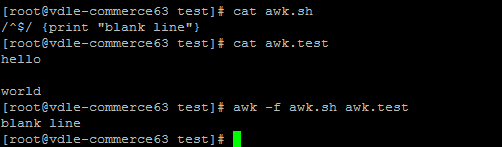 [root@vdle-commerce63 test]# cat awk.sh
/^$/ {print "blank line"}
[root@vdle-commerce63 test]# cat awk.test
hello

world
[root@vdle-commerce63 test]# awk -f awk.sh awk.test
blank line
[root@vdle-commerce63 test]#